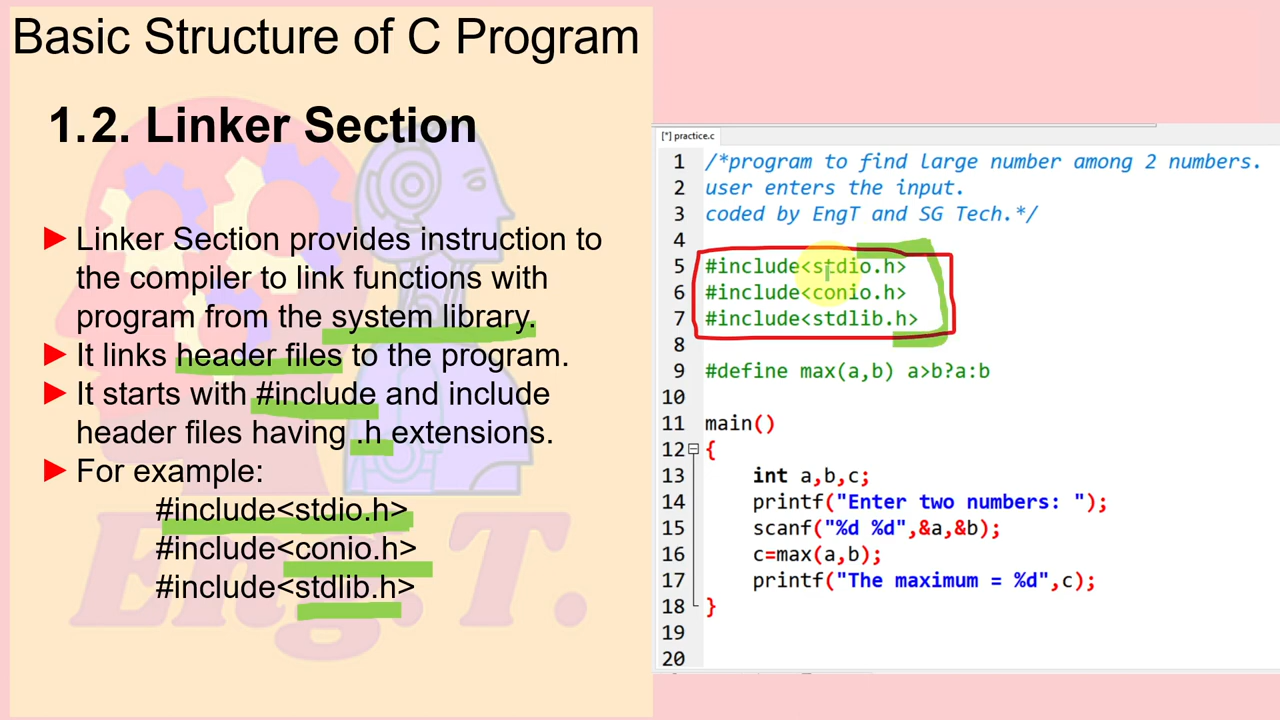 Basic Structure of C Program
1.2. Linker Section
► Linker Section provides instruction to
the compiler to link functions with
program from the system library.
► It links header files to the program.
► It starts with #include and include
header files having .h extensions.
► For example:
#include<stdio.h>
#include<conio.h>
#include<stdlib.h>
Eng.T.
[*] practice.c
1 /*program to find large number among 2 numbers.
2 user enters the input.
3 coded by EngT and SG Tech.*/
4
5 #include<stdio.h>
6 #include<conio.h>
7 #include<stdlib.h>
8
9 #define max(a,b) a>b?a:b
10
11 main()
12 {
13 int a,b,c;
14 printf("Enter two numbers: ");
15 scanf("%d %d",&a,&b);
16 c=max(a,b);
17 printf("The maximum = %d",c);
18 }
19
20